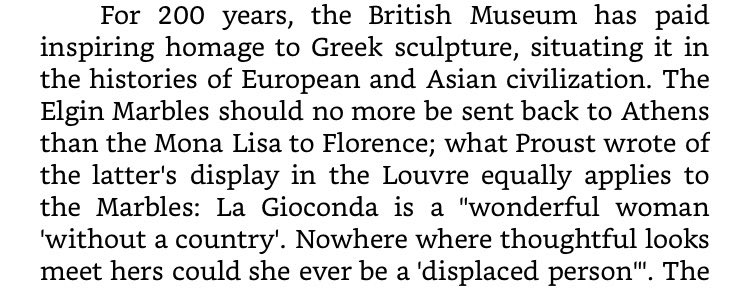 For 200 years, the British Museum has paid
inspiring homage to Greek sculpture, situating it in
the histories of European and Asian civilization. The
Elgin Marbles should no more be sent back to Athens
than the Mona Lisa to Florence; what Proust wrote of
the latter's display in the Louvre equally applies to
the Marbles: La Gioconda is a "wonderful woman
'without a country'. Nowhere where thoughtful looks
meet hers could she ever be a 'displaced person'". The